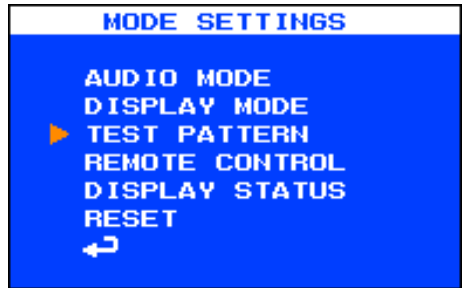 MODE SETTINGS
AUDIO MODE
DISPLAY MODE
TEST PATTERN
REMOTE CONTROL
DISPLAY STATUS
RESET